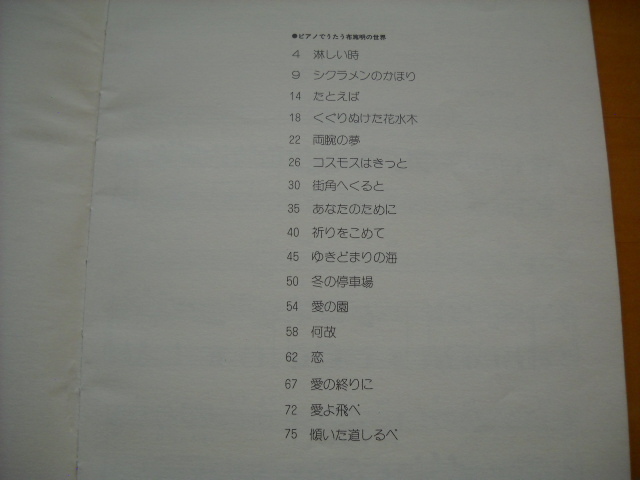 ●ピアノでうたう布施明の世界
4 淋しい時
9 シクラメンのかほり
14 たとえば
18 くぐりぬけた花水木
22 両腕の夢
26 コスモスはきっと
30 街角へくると
35 あなたのために
40 祈りをこめて
45 ゆきどまりの海
50 冬の停車場
54 愛の園
58 何故
62 恋
67 愛の終りに
72 愛よ飛べ
75 傾いた道しるべ